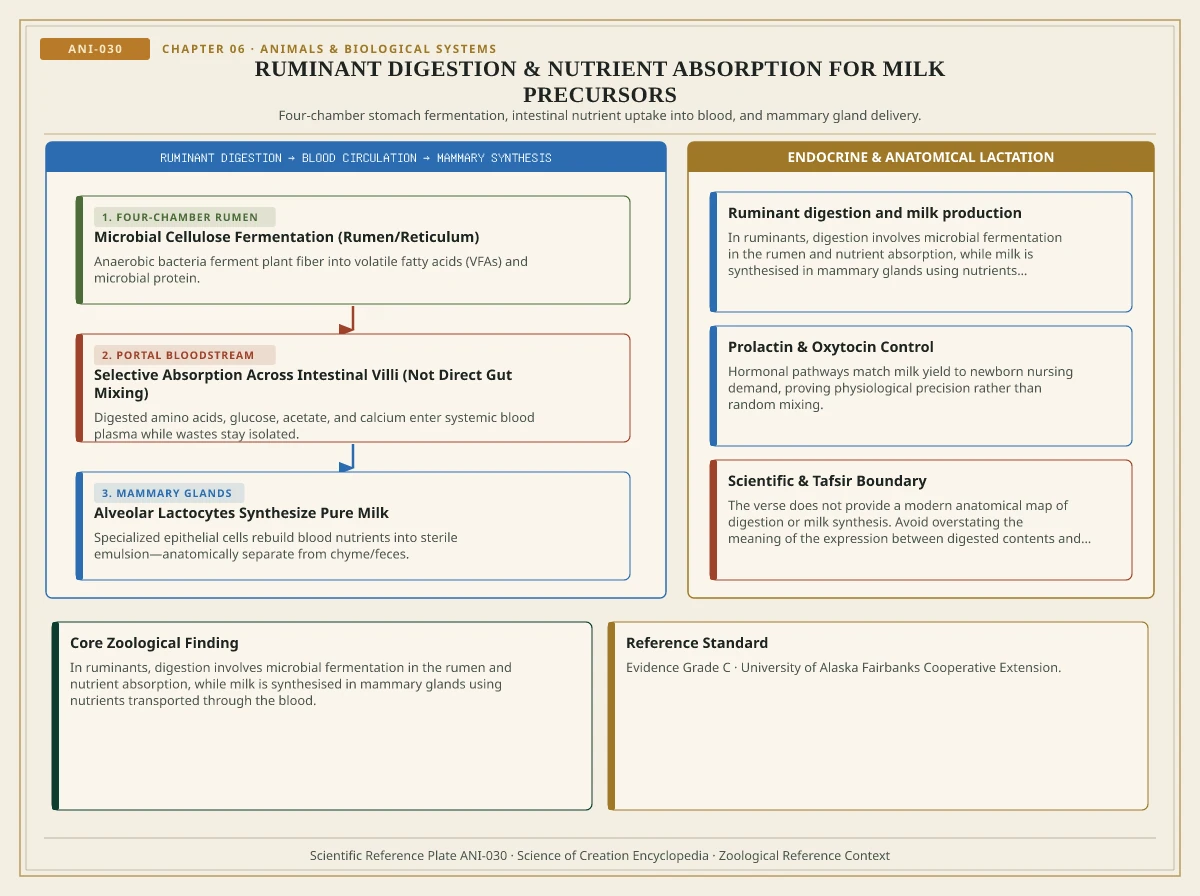 ANI-030
CHAPTER 06 · ANIMALS & BIOLOGICAL SYSTEMS
RUMINANT DIGESTION & NUTRIENT ABSORPTION FOR MILK
PRECURSORS
Four-chamber stomach fermentation, intestinal nutrient uptake into blood, and mammary gland delivery.
RUMINANT DIGESTION → BLOOD CIRCULATION → MAMMARY SYNTHESIS
1. FOUR-CHAMBER RUMEN
Microbial Cellulose Fermentation (Rumen/Reticulum)
Anaerobic bacteria ferment plant fiber into volatile fatty acids (VFAs) and
microbial protein.
2. PORTAL BLOODSTREAM
Selective Absorption Across Intestinal Villi (Not Direct Gut
Mixing)
Digested amino acids, glucose, acetate, and calcium enter systemic blood
plasma while wastes stay isolated.
3. MAMMARY GLANDS
Alveolar Lactocytes Synthesize Pure Milk
Specialized epithelial cells rebuild blood nutrients into sterile
emulsion—anatomically separate from chyme/feces.
ENDOCRINE & ANATOMICAL LACTATION
Ruminant digestion and milk production
In ruminants, digestion involves microbial fermentation
in the rumen and nutrient absorption, while milk is
synthesised in mammary glands using nutrients...
Prolactin & Oxytocin Control
Hormonal pathways match milk yield to newborn nursing
demand, proving physiological precision rather than
random mixing.
Scientific & Tafsir Boundary
The verse does not provide a modern anatomical map of
digestion or milk synthesis. Avoid overstating the
meaning of the expression between digested contents and...
Core Zoological Finding
In ruminants, digestion involves microbial fermentation in the rumen and
nutrient absorption, while milk is synthesised in mammary glands using
nutrients transported through the blood.
Reference Standard
Evidence Grade C · University of Alaska Fairbanks Cooperative Extension.
Scientific Reference Plate ANI-030 · Science of Creation Encyclopedia · Zoological Reference Context